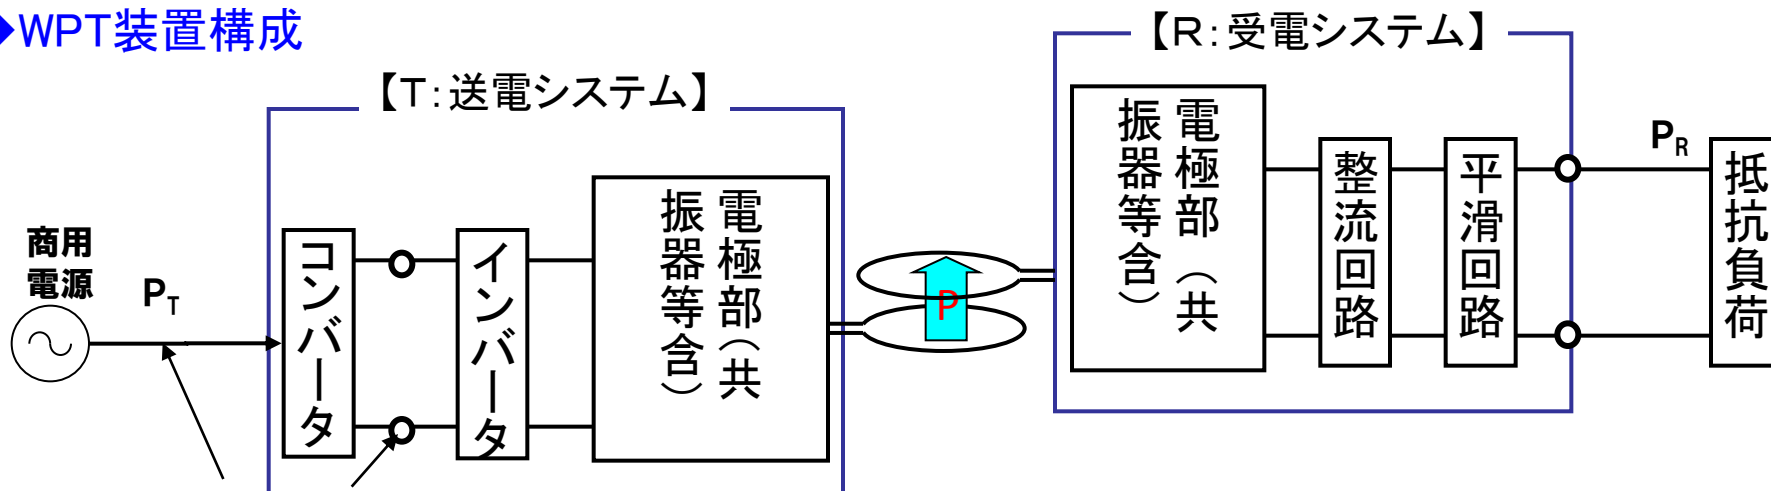 ◆WPT装置構成
【R:受電システム】
【T:送電システム】
商用
電源
P_T
コンバータ
インバータ
電極部(共
振器等含)
P
電極部(共
振器等含)
整流回路
平滑回路
P_R
抵抗負荷